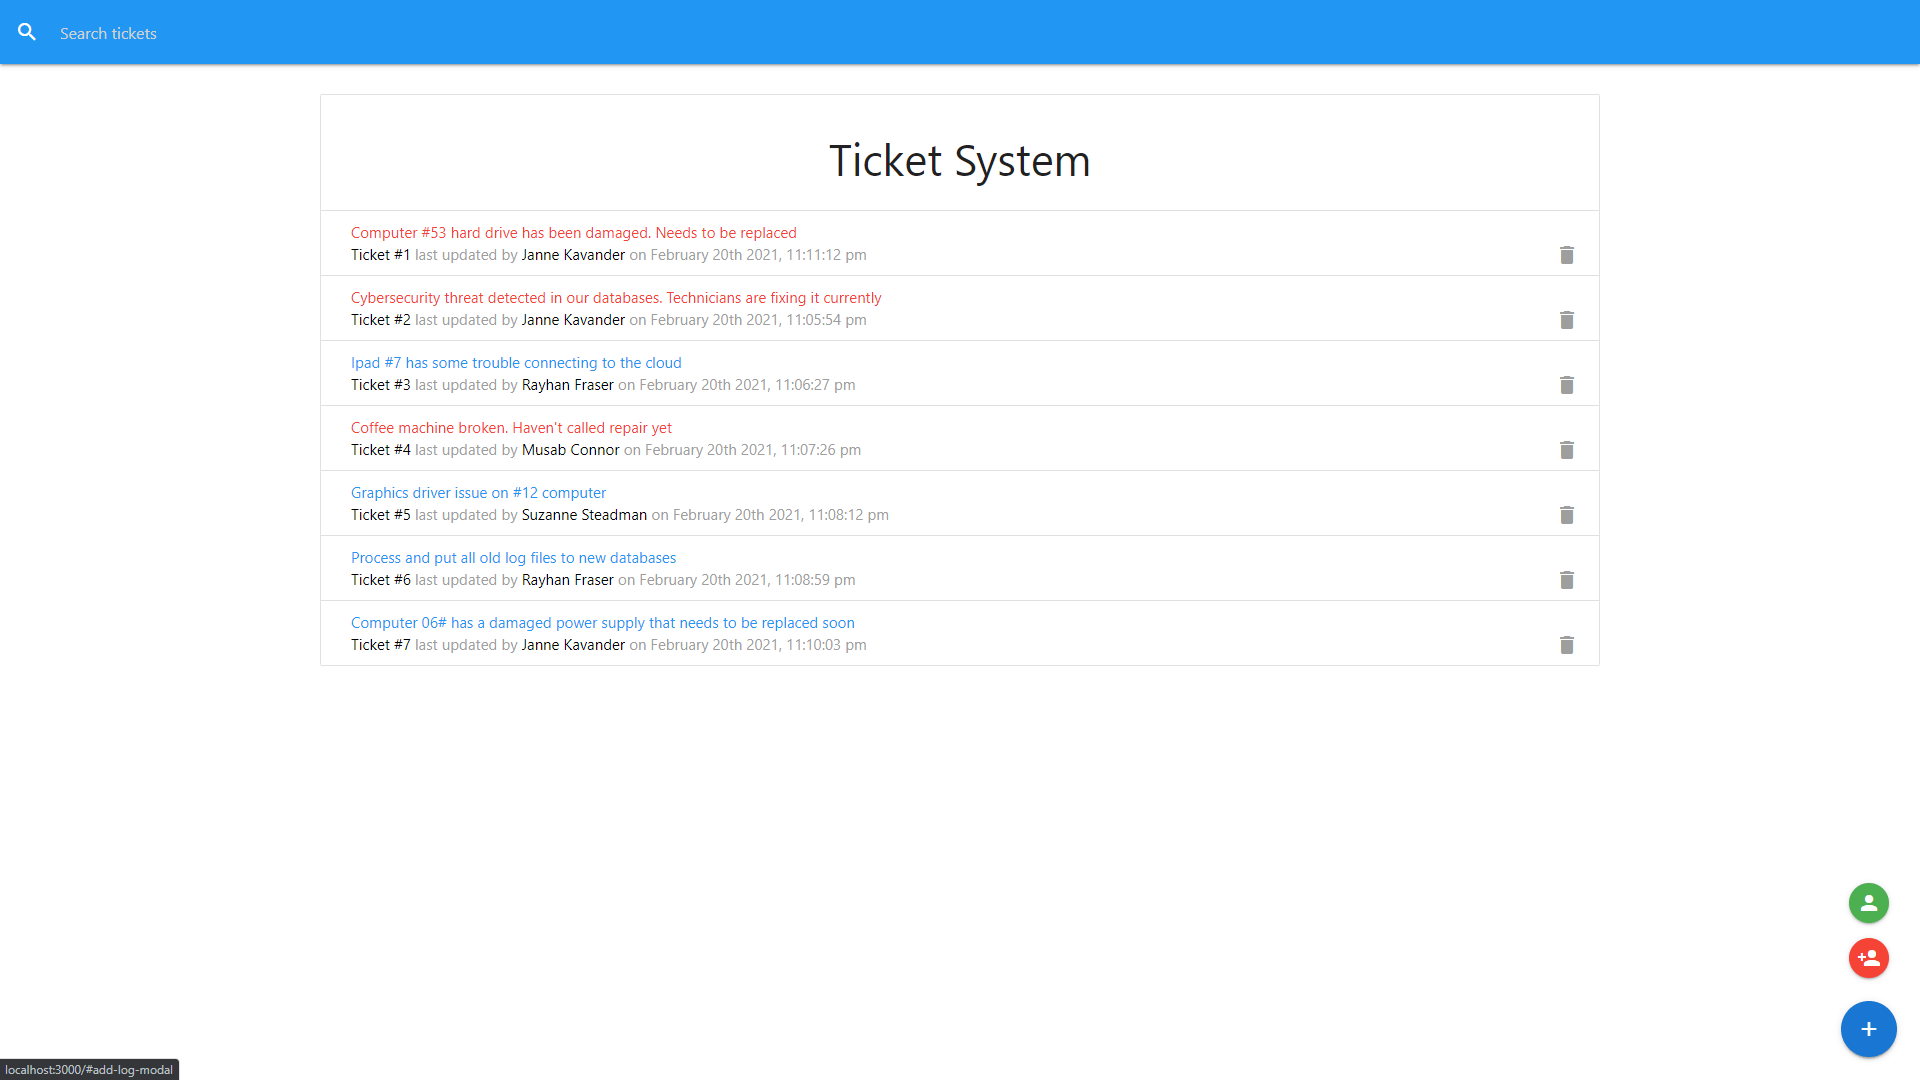 Search tickets
Ticket System
Computer #53 hard drive has been damaged. Needs to be replaced
Ticket #1 last updated by Janne Kavander on February 20th 2021, 11:11:12 pm
Cybersecurity threat detected in our databases. Technicians are fixing it currently
Ticket #2 last updated by Janne Kavander on February 20th 2021, 11:05:54 pm
Ipad #7 has some trouble connecting to the cloud
Ticket #3 last updated by Rayhan Fraser on February 20th 2021, 11:06:27 pm
Coffee machine broken. Haven't called repair yet
Ticket #4 last updated by Musab Connor on February 20th 2021, 11:07:26 pm
Graphics driver issue on #12 computer
Ticket #5 last updated by Suzanne Steadman on February 20th 2021, 11:08:12 pm
Process and put all old log files to new databases
Ticket #6 last updated by Rayhan Fraser on February 20th 2021, 11:08:59 pm
Computer 06# has a damaged power supply that needs to be replaced soon
Ticket #7 last updated by Janne Kavander on February 20th 2021, 11:10:03 pm
localhost:3000/#add-log-modal